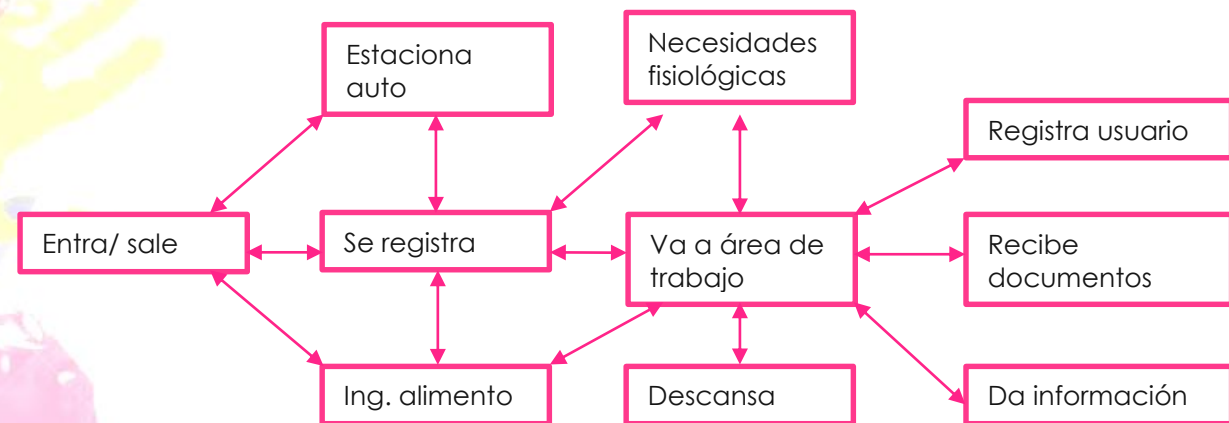 Estaciona
auto
Necesidades
fisiológicas
Registra usuario
Entra/ sale
Se registra
Va a área de
trabajo
Recibe
documentos
Ing. alimento
Descansa
Da información